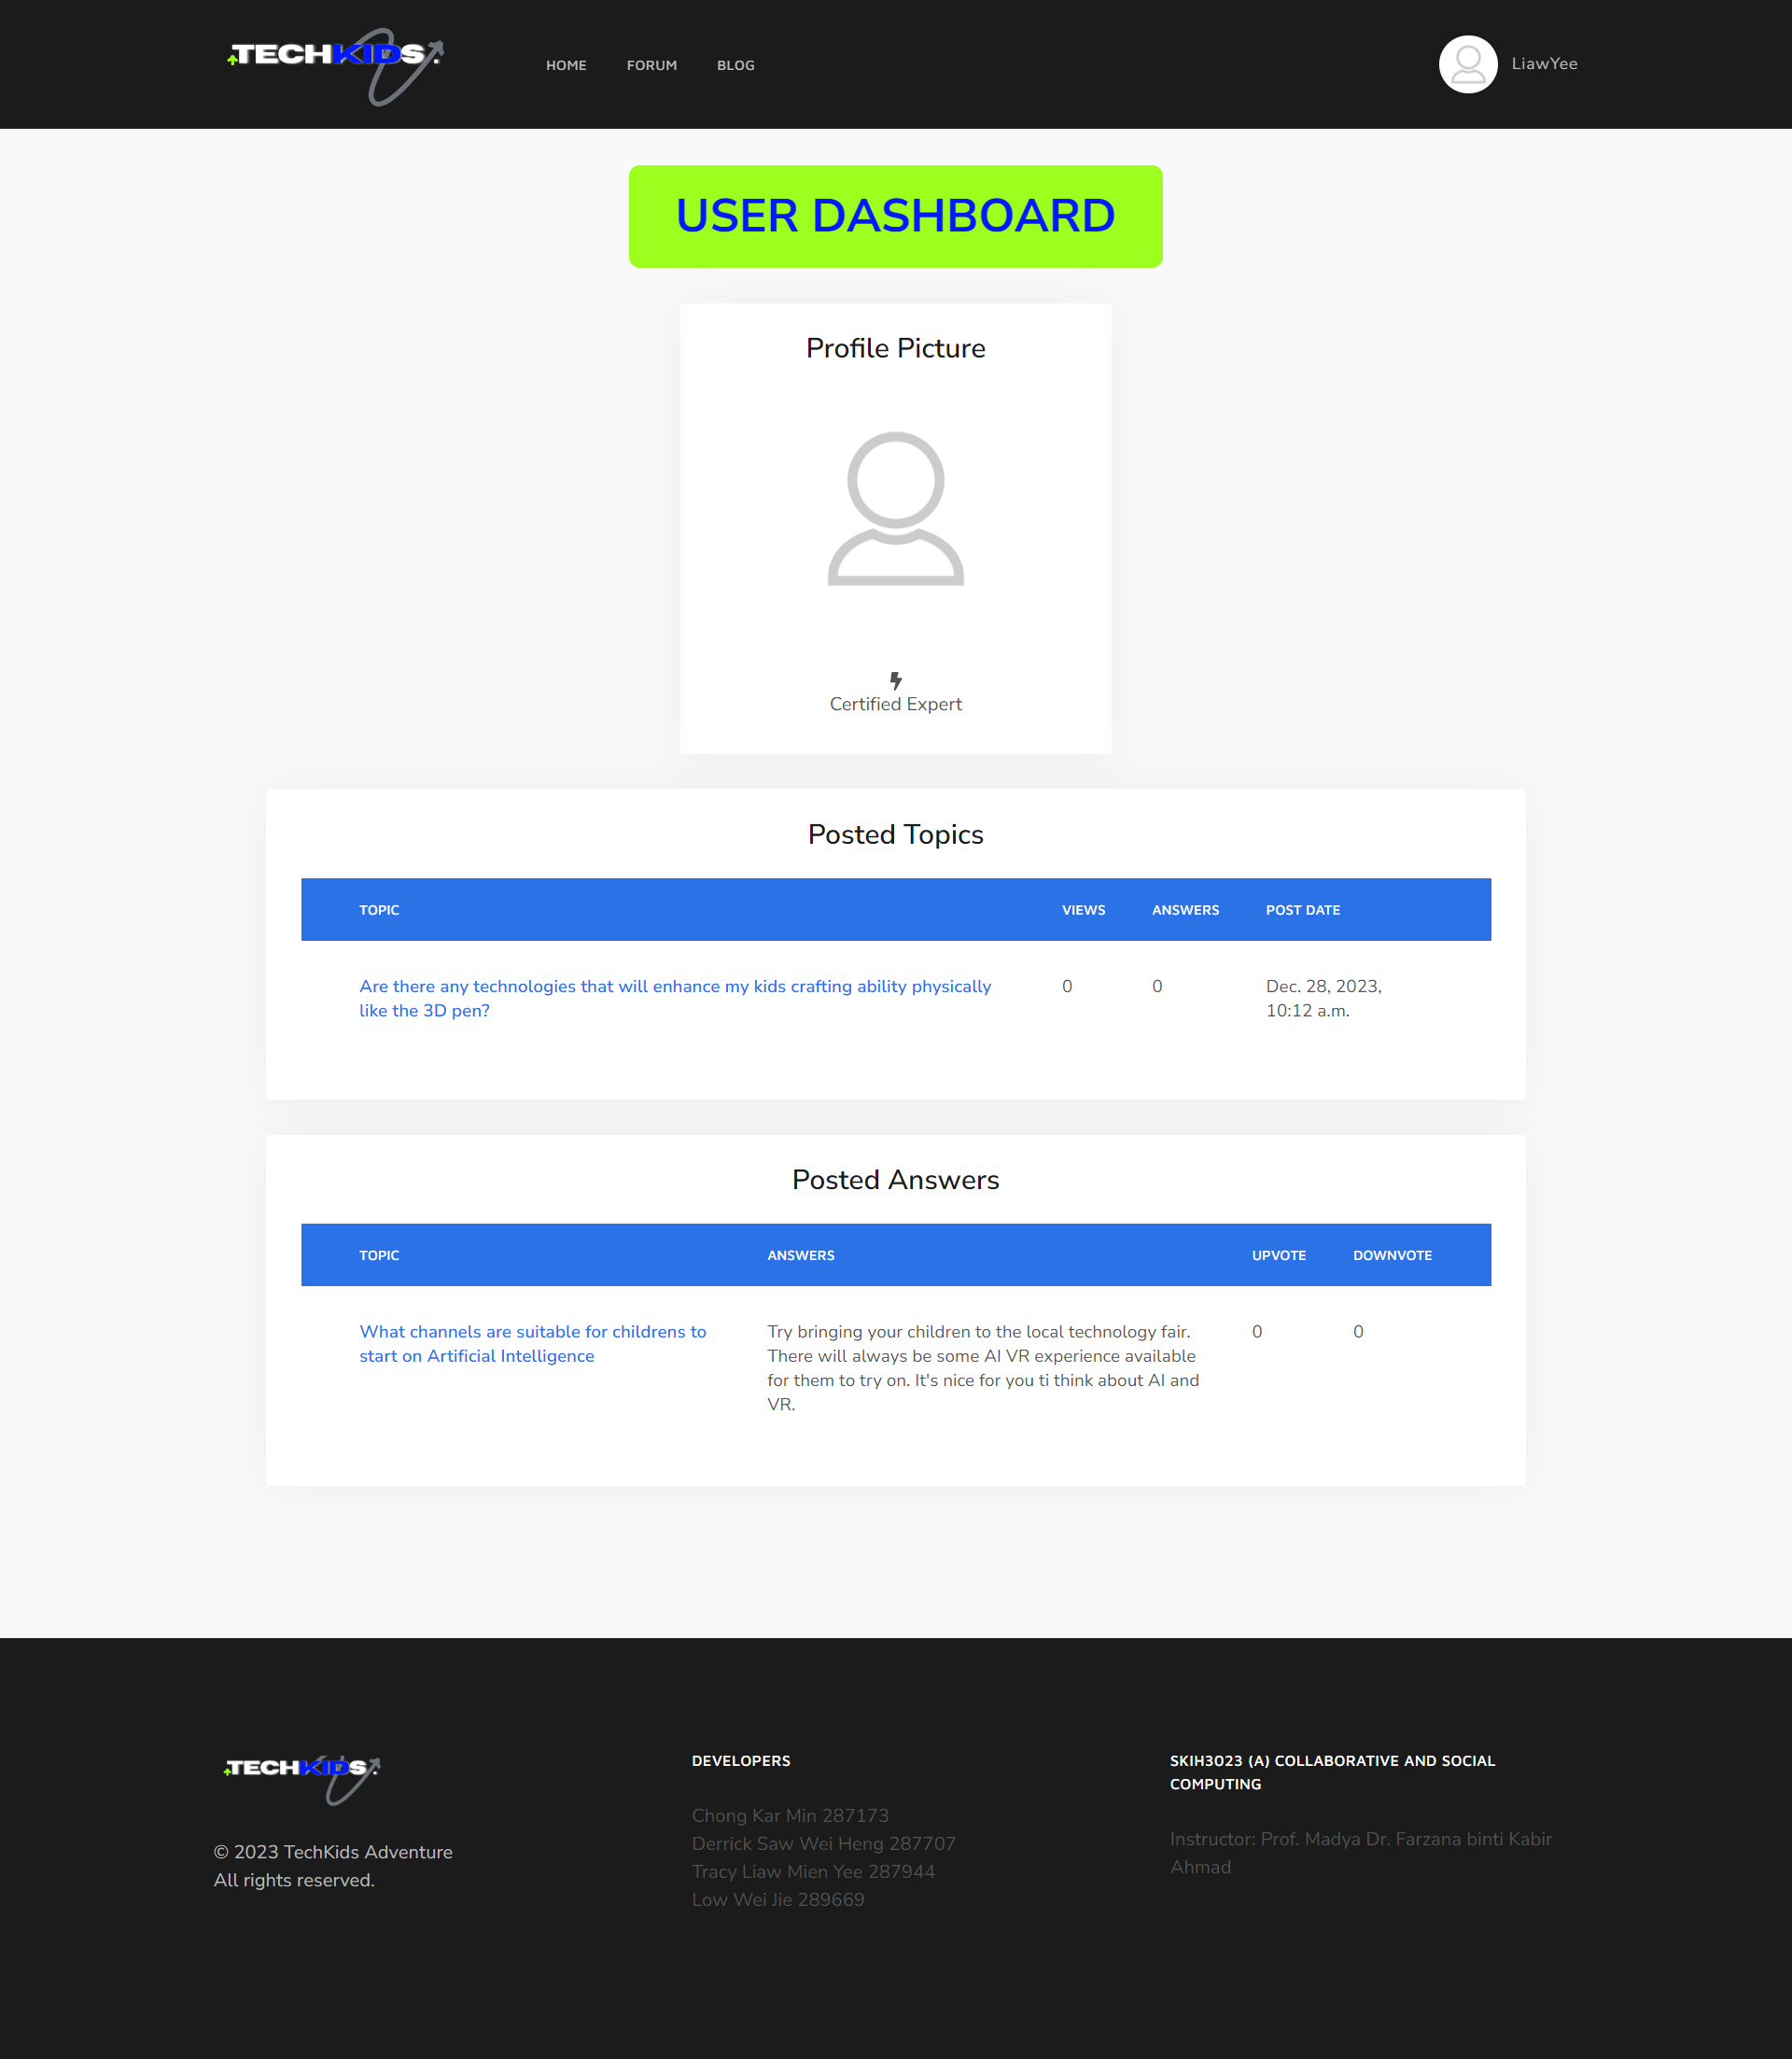 TECHKIDS.
HOME FORUM BLOG
LiawYee
USER DASHBOARD
Profile Picture
Certified Expert
Posted Topics
TOPIC VIEWS ANSWERS POST DATE
Are there any technologies that will enhance my kids crafting ability physically 0 0 Dec. 28, 2023,
like the 3D pen? 10:12 a.m.
Posted Answers
TOPIC ANSWERS UPVOTE DOWNVOTE
What channels are suitable for childrens to Try bringing your children to the local technology fair. 0 0
start on Artificial Intelligence There will always be some AI VR experience available
for them to try on. It's nice for you ti think about AI and
VR.
TECHKIDS.
© 2023 TechKids Adventure
All rights reserved.
DEVELOPERS
Chong Kar Min 287173
Derrick Saw Wei Heng 287707
Tracy Liaw Mien Yee 287944
Low Wei Jie 289669
SKIH3023 (A) COLLABORATIVE AND SOCIAL
COMPUTING
Instructor: Prof. Madya Dr. Farzana binti Kabir
Ahmad